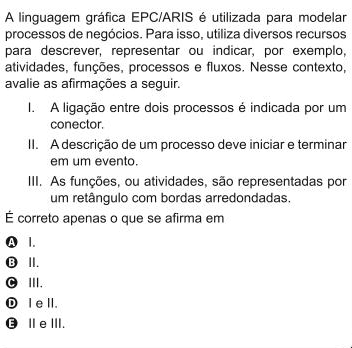 A linguagem gráfica EPC/ARIS é utilizada para modelar
processos de negócios. Para isso, utiliza diversos recursos
para descrever, representar ou indicar, por exemplo,
atividades, funções, processos e fluxos. Nesse contexto,
avalie as afirmações a seguir.
I. A ligação entre dois processos é indicada por um
conector.
II. A descrição de um processo deve iniciar e terminar
em um evento.
III. As funções, ou atividades, são representadas por
um retângulo com bordas arredondadas.
É correto apenas o que se afirma em
A I.
B II.
C III.
D I e II.
E II e III.